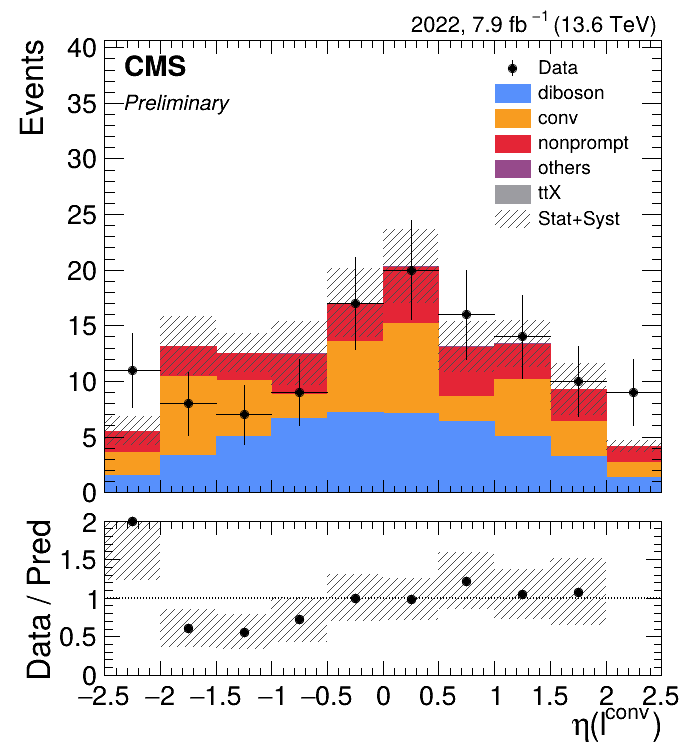 2022, 7.9 fb⁻¹ (13.6 TeV)
CMS
Preliminary
Data
diboson
conv
nonprompt
others
ttX
Stat+Syst
Events
40
35
30
25
20
15
10
5
0
Data / Pred
2
1.5
1
0.5
0
−2.5 −2 −1.5 −1 −0.5 0 0.5 1 1.5 2 2.5
η(l^conv)